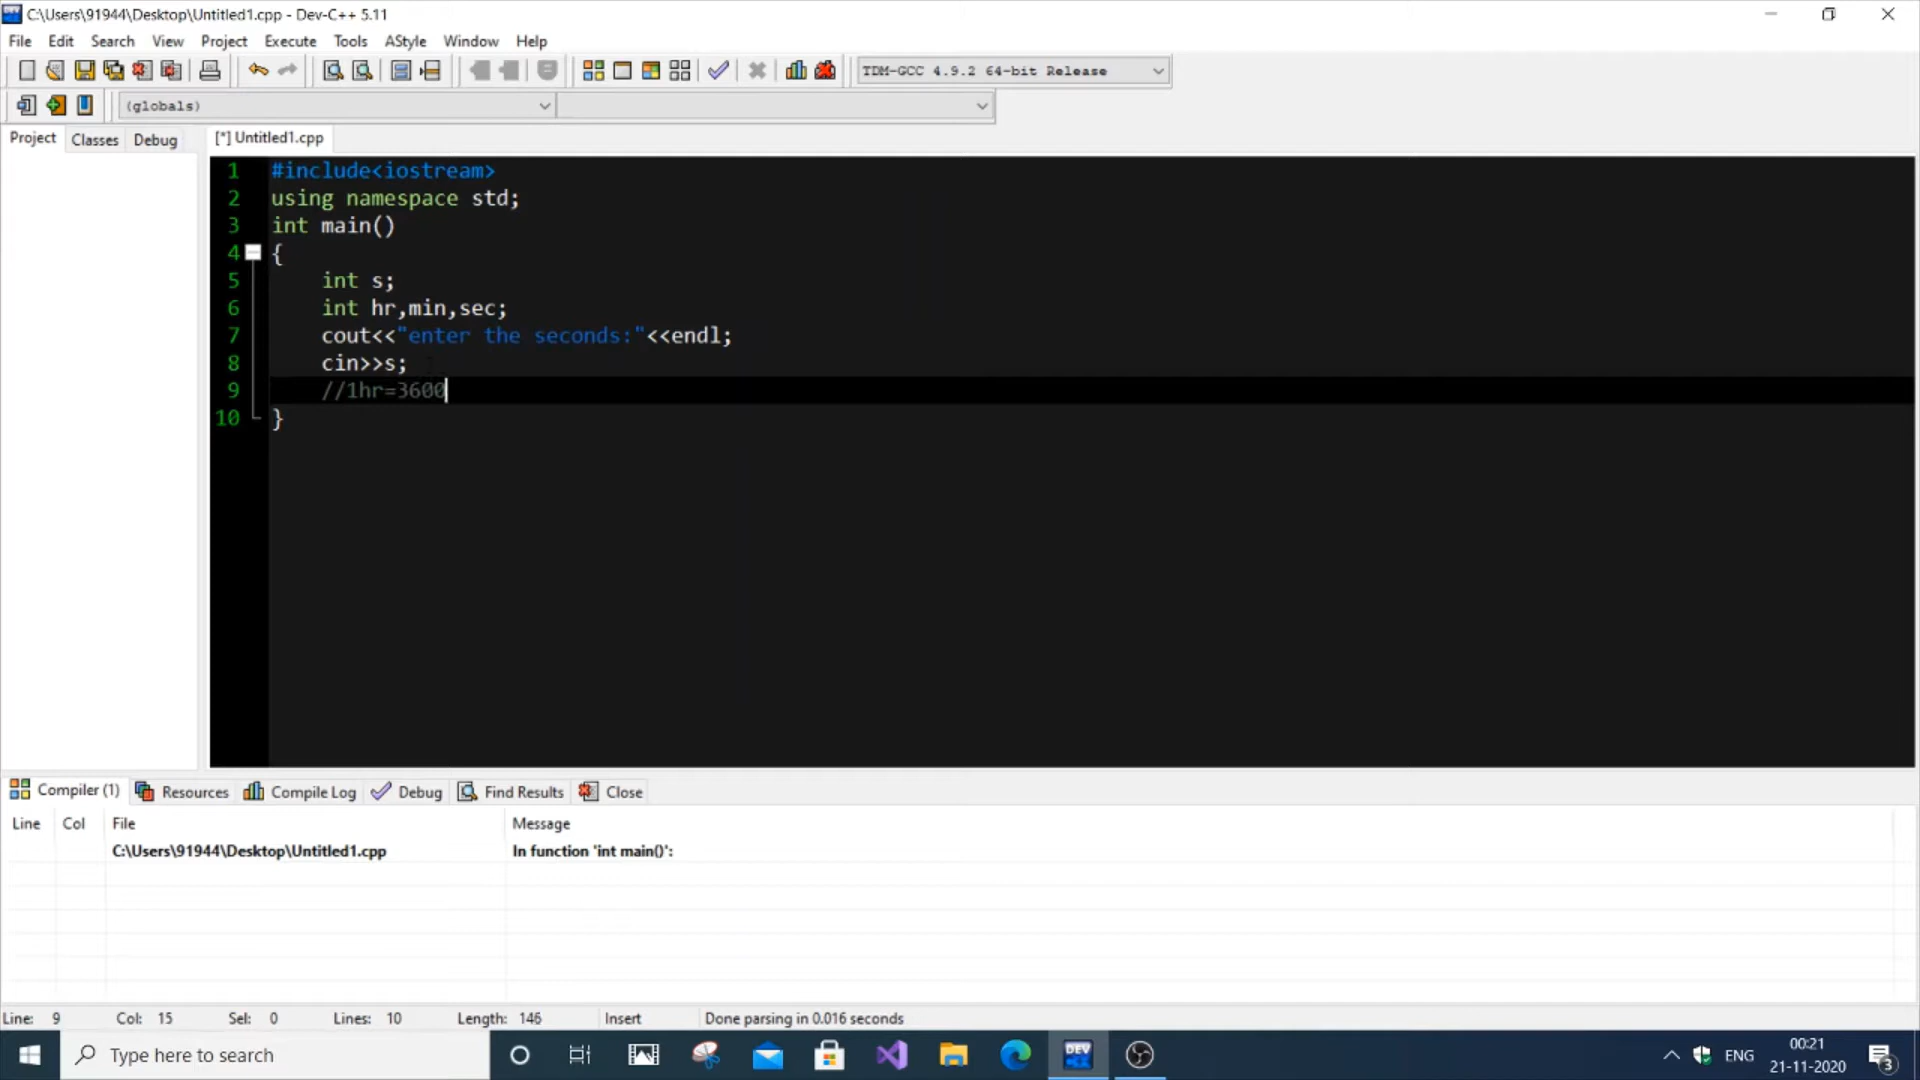 C:\Users\91944\Desktop\Untitled1.cpp - Dev-C++ 5.11
File Edit Search View Project Execute Tools AStyle Window Help
TDM-GCC 4.9.2 64-bit Release
(globals)
Project Classes Debug [*] Untitled1.cpp
1 #include<iostream>
2 using namespace std;
3 int main()
4 {
5 int s;
6 int hr,min,sec;
7 cout<<"enter the seconds:"<<endl;
8 cin>>s;
9 //1hr=3600
10 }
Compiler (1) Resources Compile Log Debug Find Results Close
Line Col File Message
C:\Users\91944\Desktop\Untitled1.cpp In function 'int main()':
Line: 9 Col: 15 Sel: 0 Lines: 10 Length: 146 Insert Done parsing in 0.016 seconds
Type here to search DEV ENG 00:21
21-11-2020 3